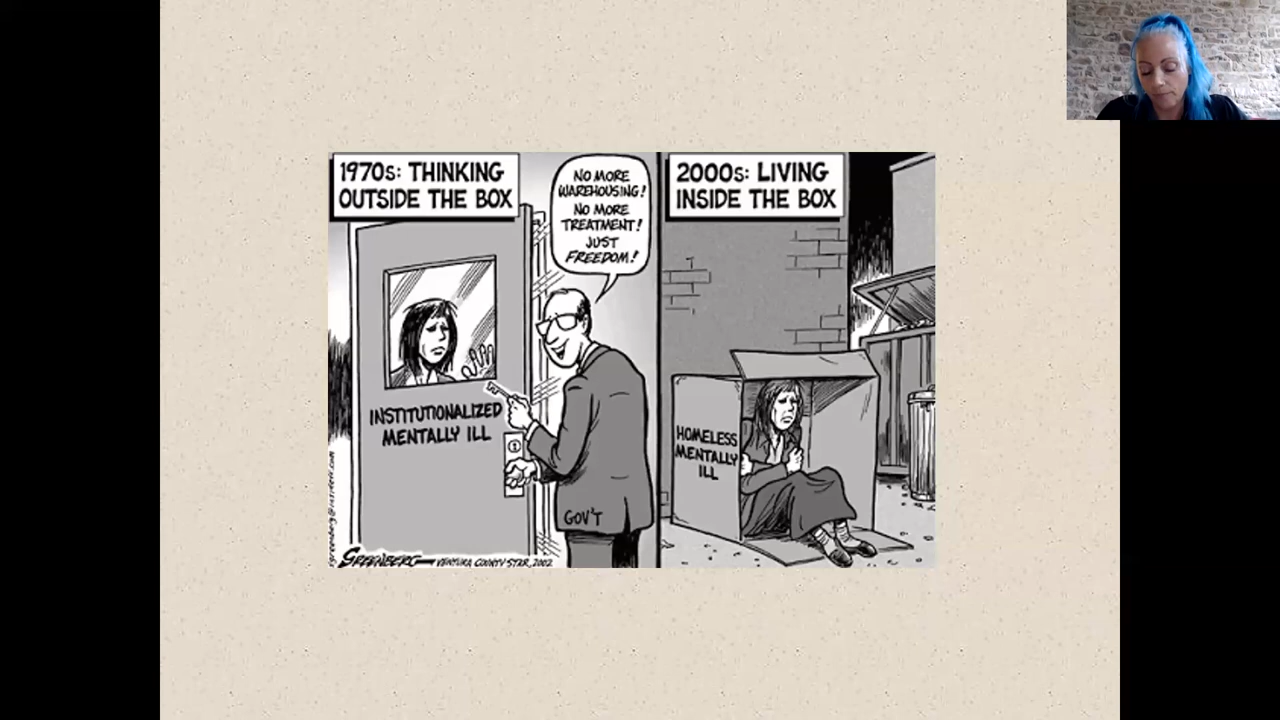 1970s: THINKING
OUTSIDE THE BOX
NO MORE
WAREHOUSING!
NO MORE
TREATMENT!
JUST
FREEDOM!
INSTITUTIONALIZED
MENTALLY ILL
GOV'T
GREENBERG VENTURA COUNTY STAR, 2002
2000s: LIVING
INSIDE THE BOX
HOMELESS
MENTALLY
ILL